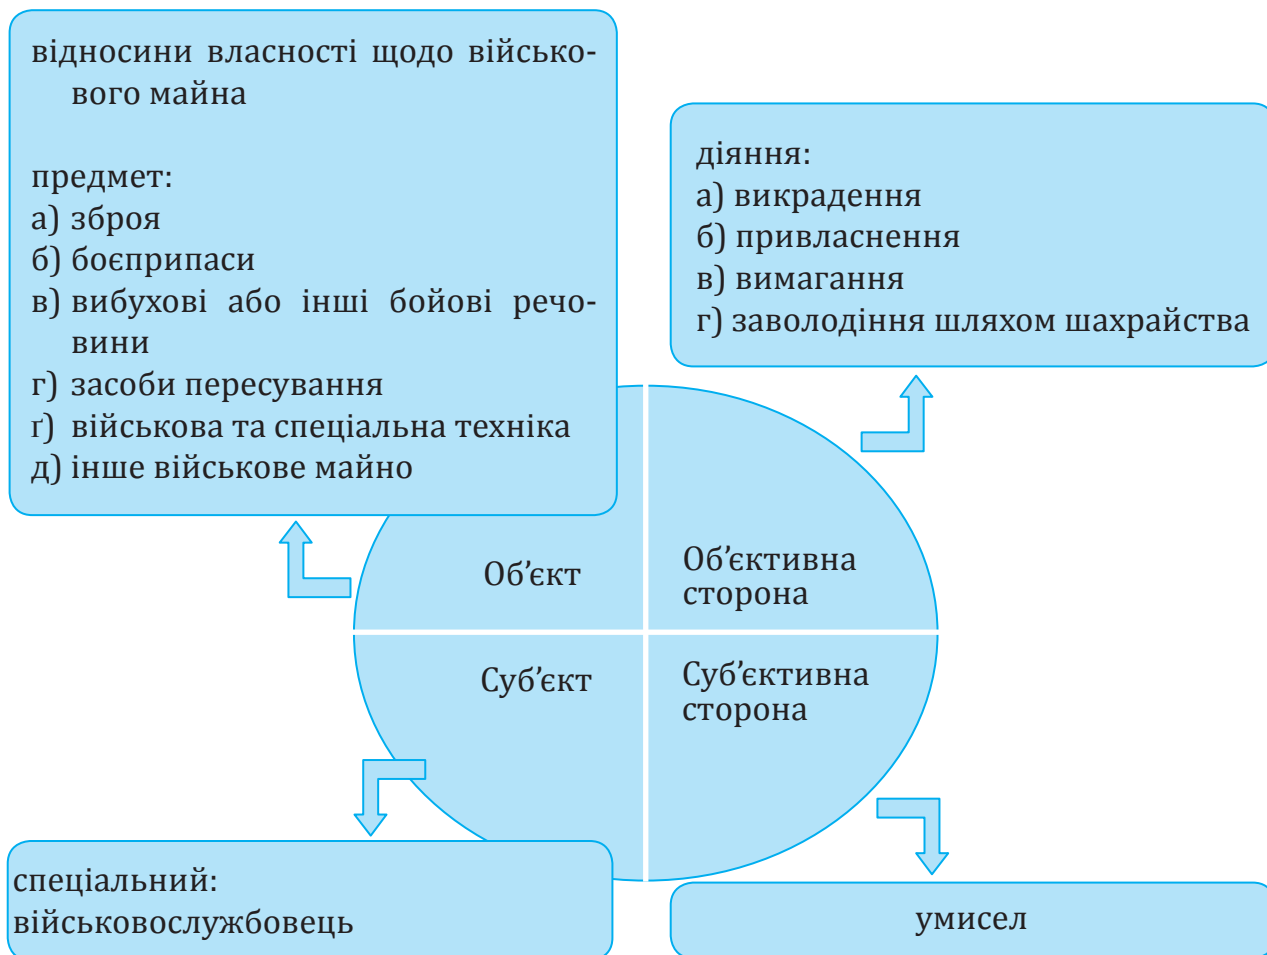 відносини власності щодо військо-
вого майна
предмет:
а) зброя
б) боєприпаси
в) вибухові або інші бойові речо-
вини
г) засоби пересування
ґ) військова та спеціальна техніка
д) інше військове майно
діяння:
а) викрадення
б) привласнення
в) вимагання
г) заволодіння шляхом шахрайства
Об’єкт
Об’єктивна
сторона
Суб’єкт
Суб’єктивна
сторона
спеціальний:
військовослужбовець
умисел